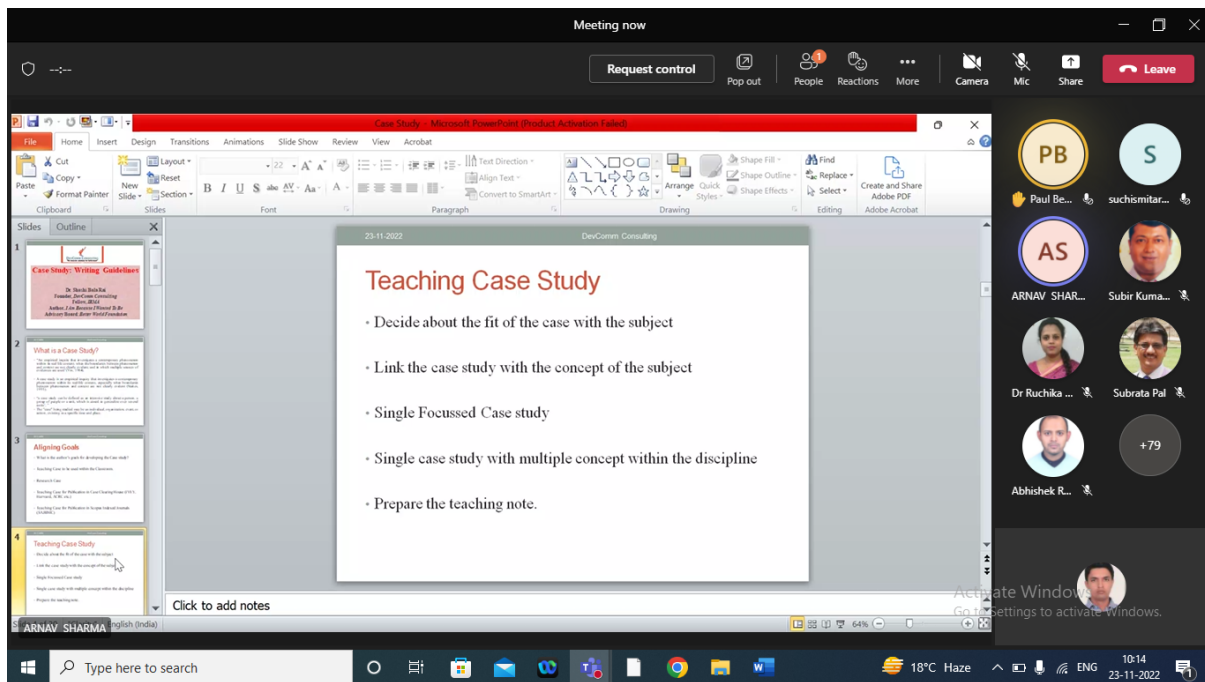 Meeting now
--:--
Request control
Pop out
1
People
Reactions
More
Camera
Mic
Share
Leave
Case Study - Microsoft PowerPoint (Product Activation Failed)
File Home Insert Design Transitions Animations Slide Show Review View Acrobat
Paste
Cut
Copy
Format Painter
Clipboard
New Slide
Layout
Reset
Section
Slides
22
Font
Text Direction
Align Text
Convert to SmartArt
Paragraph
Arrange
Quick Styles
Shape Fill
Shape Outline
Shape Effects
Drawing
Find
Replace
Select
Editing
Create and Share Adobe PDF
Adobe Acrobat
Slides Outline
1
Case Study: Writing Guidelines
2
What is a Case Study?
3
Aligning Goals
4
Teaching Case Study
23-11-2022 DevComm Consulting
Teaching Case Study
• Decide about the fit of the case with the subject
• Link the case study with the concept of the subject
• Single Focussed Case study
• Single case study with multiple concept within the discipline
• Prepare the teaching note.
Click to add notes
English (India)
64%
ARNAV SHARMA
PB
Paul Be...
S
suchismitar...
AS
ARNAV SHAR...
Subir Kuma...
Dr Ruchika ...
Subrata Pal
Abhishek R...
+79
Activate Windows
Go to Settings to activate Windows.
Type here to search
18°C Haze
ENG
10:14
23-11-2022
1